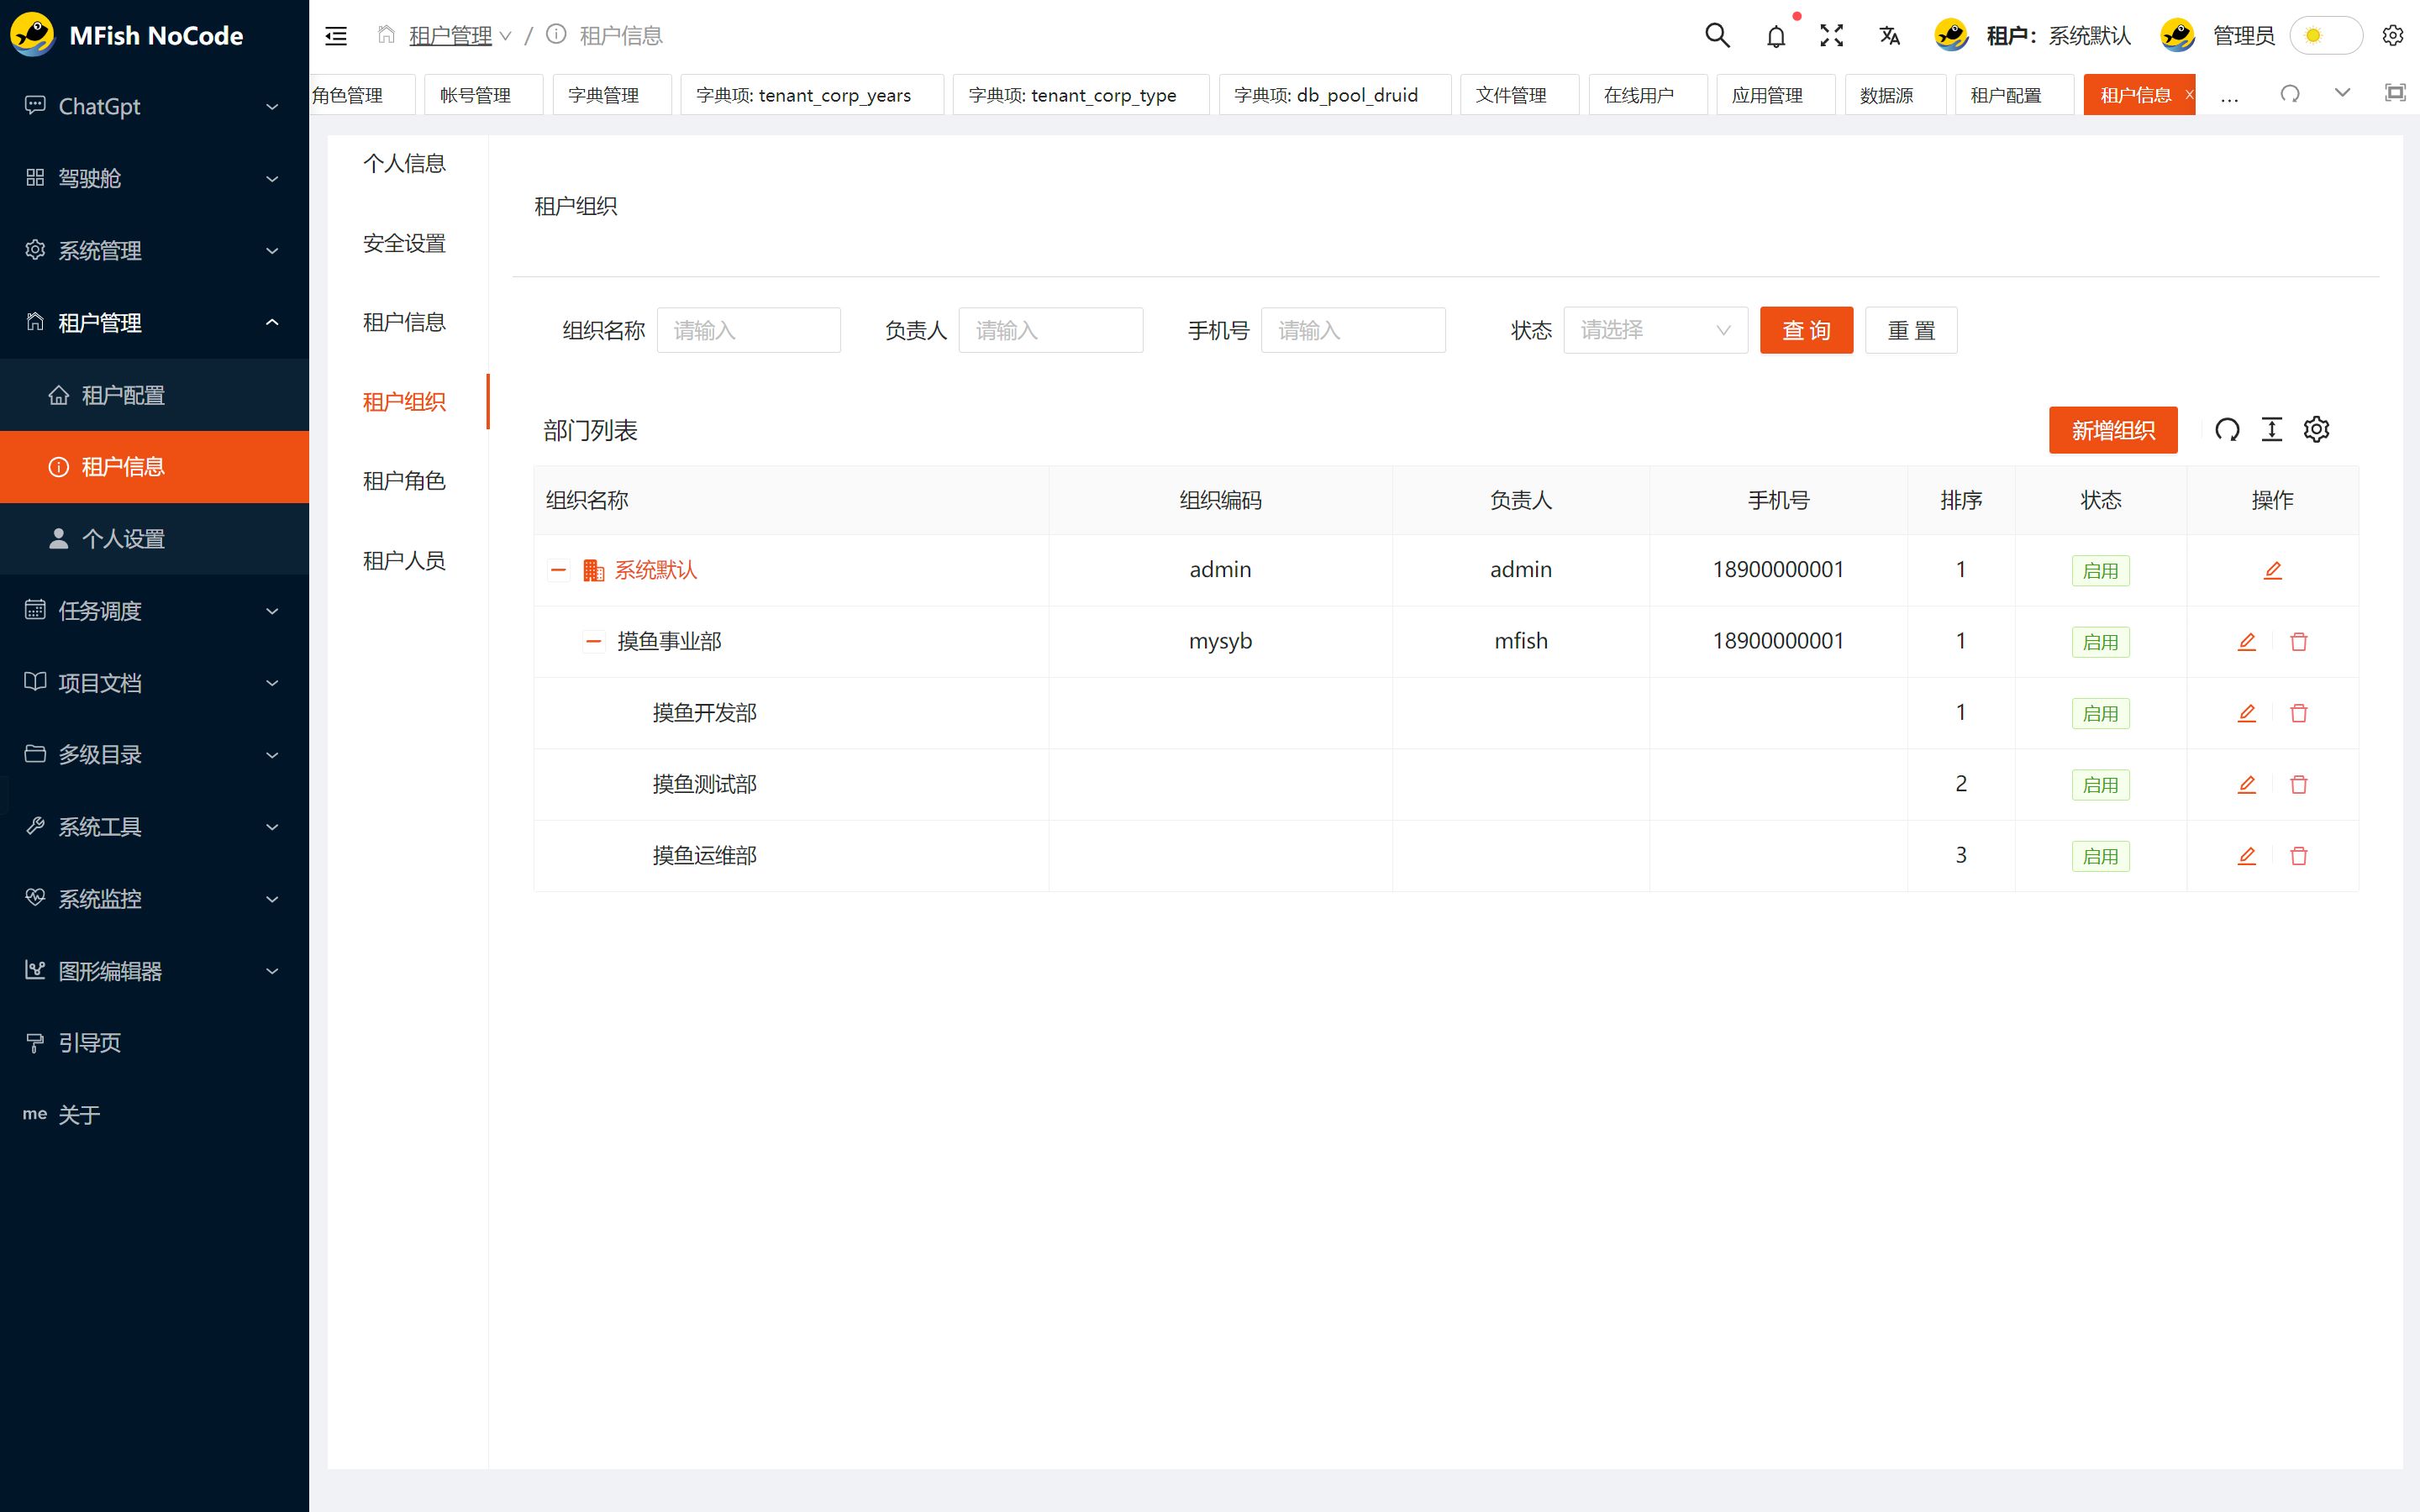 MFish NoCode
ChatGpt
驾驶舱
系统管理
租户管理
租户配置
租户信息
个人设置
任务调度
项目文档
多级目录
系统工具
系统监控
图形编辑器
引导页
me 关于
租户管理 / 租户信息
租户：系统默认 管理员
角色管理 帐号管理 字典管理 字典项: tenant_corp_years 字典项: tenant_corp_type 字典项: db_pool_druid 文件管理 在线用户 应用管理 数据源 租户配置 租户信息 × ...
个人信息
安全设置
租户信息
租户组织
租户角色
租户人员
租户组织
组织名称 请输入 负责人 请输入 手机号 请输入 状态 请选择 查 询 重 置
部门列表 新增组织
组织名称 组织编码 负责人 手机号 排序 状态 操作
系统默认 admin admin 18900000001 1 启用
摸鱼事业部 mysyb mfish 18900000001 1 启用
摸鱼开发部 1 启用
摸鱼测试部 2 启用
摸鱼运维部 3 启用